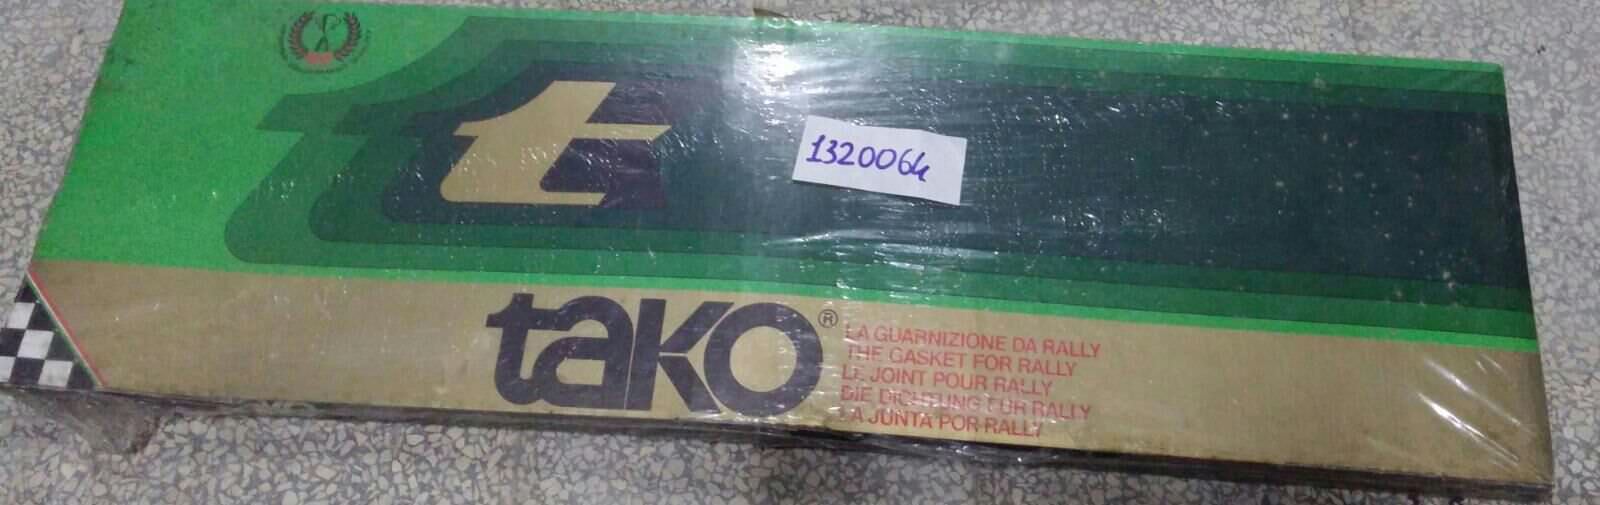 1320064
tako®
LA GUARNIZIONE DA RALLY
THE GASKET FOR RALLY
LE JOINT POUR RALLY
DIE DICHTUNG FÜR RALLY
LA JUNTA POR RALLY